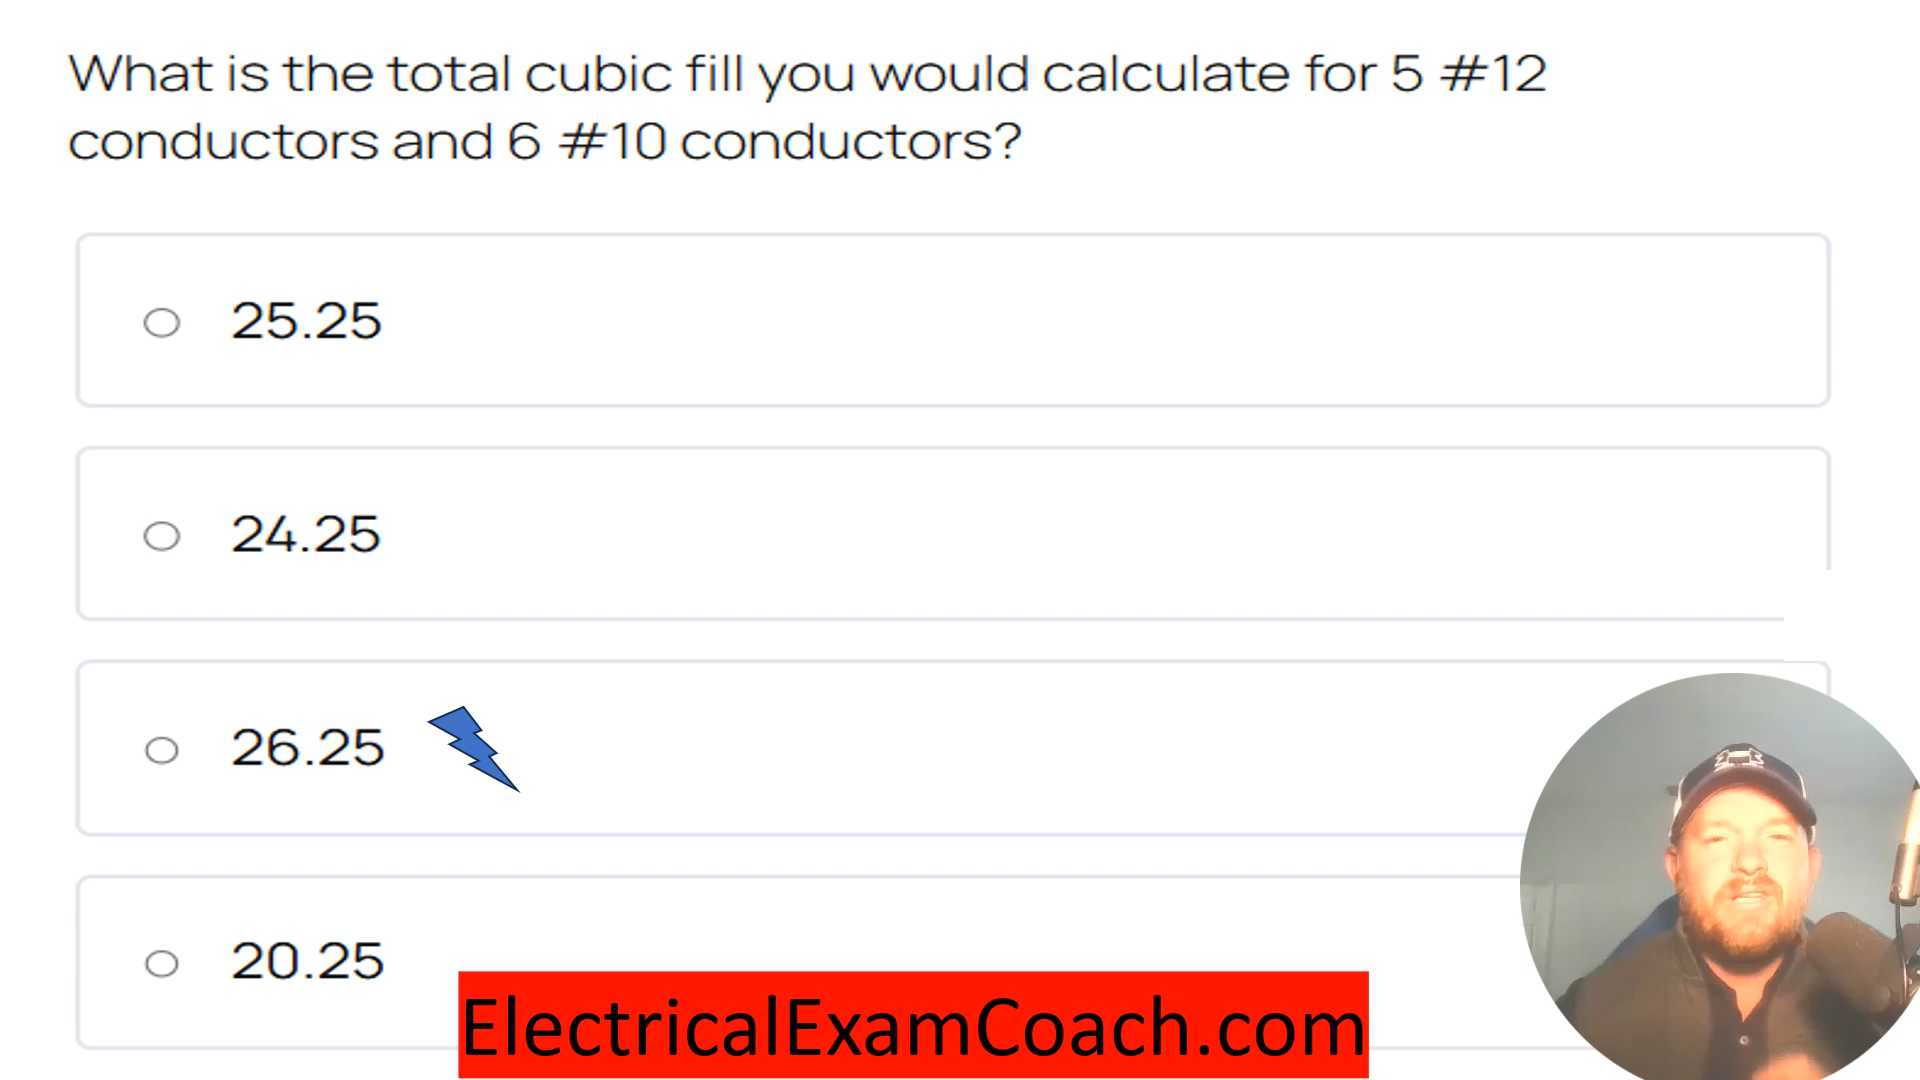 What is the total cubic fill you would calculate for 5 #12
conductors and 6 #10 conductors?
25.25
24.25
26.25
20.25
ElectricalExamCoach.com